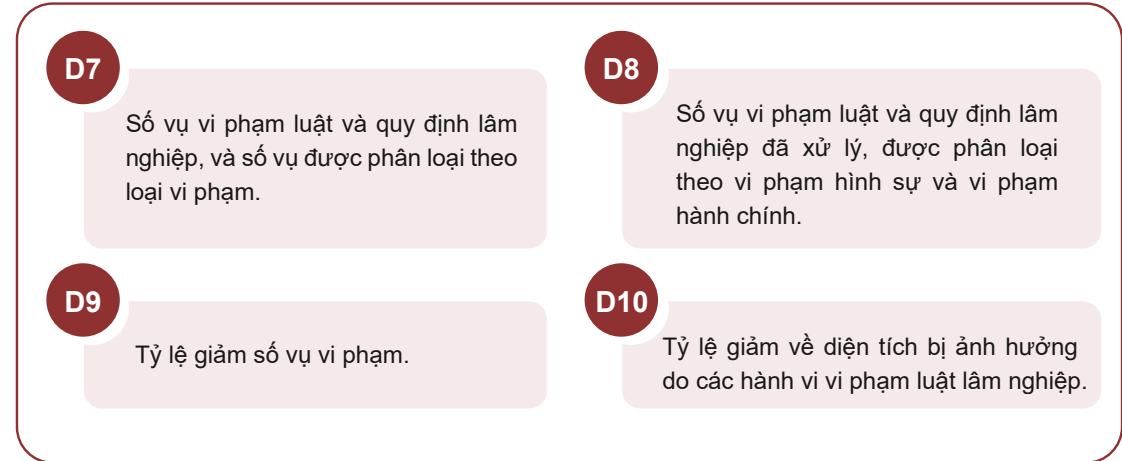 D7
Số vụ vi phạm luật và quy định lâm
nghiệp, và số vụ được phân loại theo
loại vi phạm.
D8
Số vụ vi phạm luật và quy định lâm
nghiệp đã xử lý, được phân loại
theo vi phạm hình sự và vi phạm
hành chính.
D9
Tỷ lệ giảm số vụ vi phạm.
D10
Tỷ lệ giảm về diện tích bị ảnh hưởng
do các hành vi vi phạm luật lâm nghiệp.